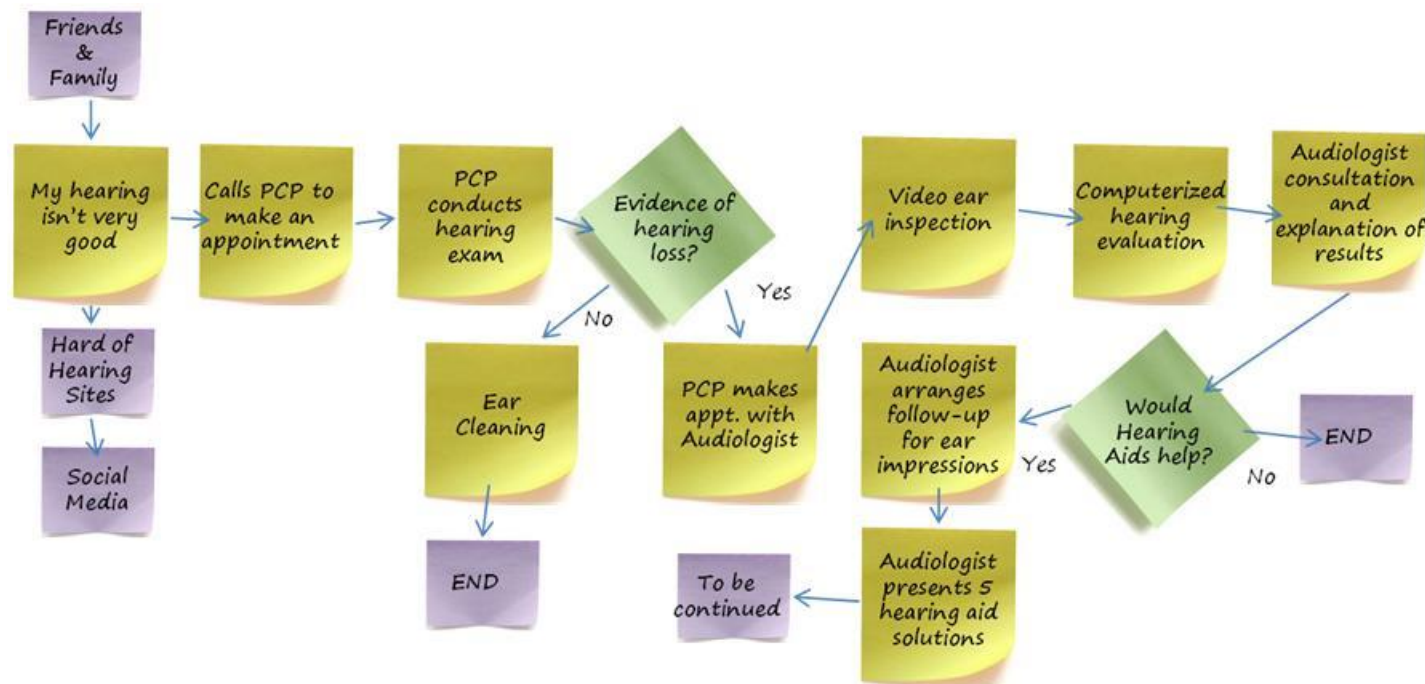 Friends
&
Family
My hearing
isn't very
good
Calls PCP to
make an
appointment
PCP
conducts
hearing
exam
Evidence of
hearing
loss?
Video ear
inspection
Computerized
hearing
evaluation
Audiologist
consultation
and
explanation of
results
Yes
No
Hard of
Hearing
Sites
Social
Media
Ear
Cleaning
END
PCP makes
appt. with
Audiologist
Audiologist
arranges
follow-up
for ear
impressions
Yes
Would
Hearing
Aids help?
No
END
Audiologist
presents 5
hearing aid
solutions
To be
continued